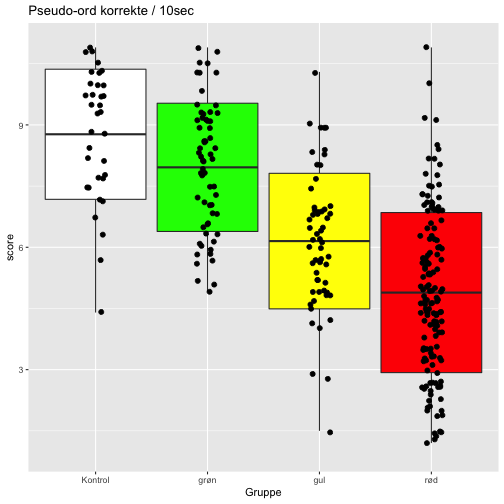 Pseudo-ord korrekte / 10sec
9
6
3
score
Kontrol grøn gul rød
Gruppe